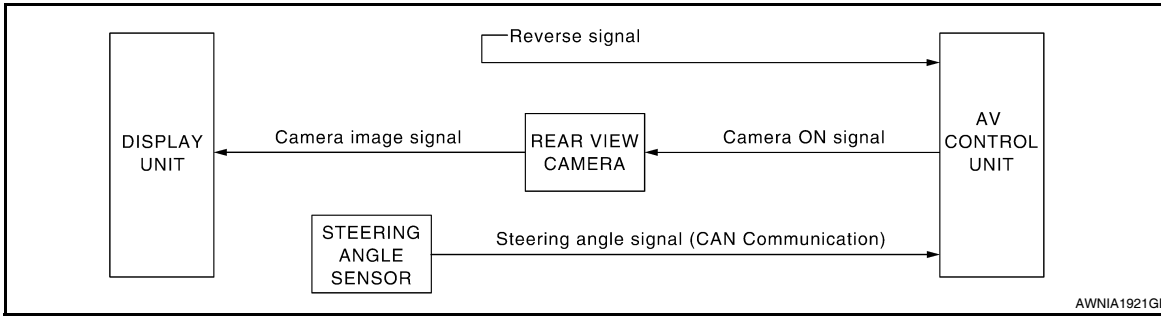 Reverse signal
DISPLAY
UNIT
Camera image signal
REAR VIEW
CAMERA
Camera ON signal
AV
CONTROL
UNIT
STEERING
ANGLE
SENSOR
Steering angle signal (CAN Communication)